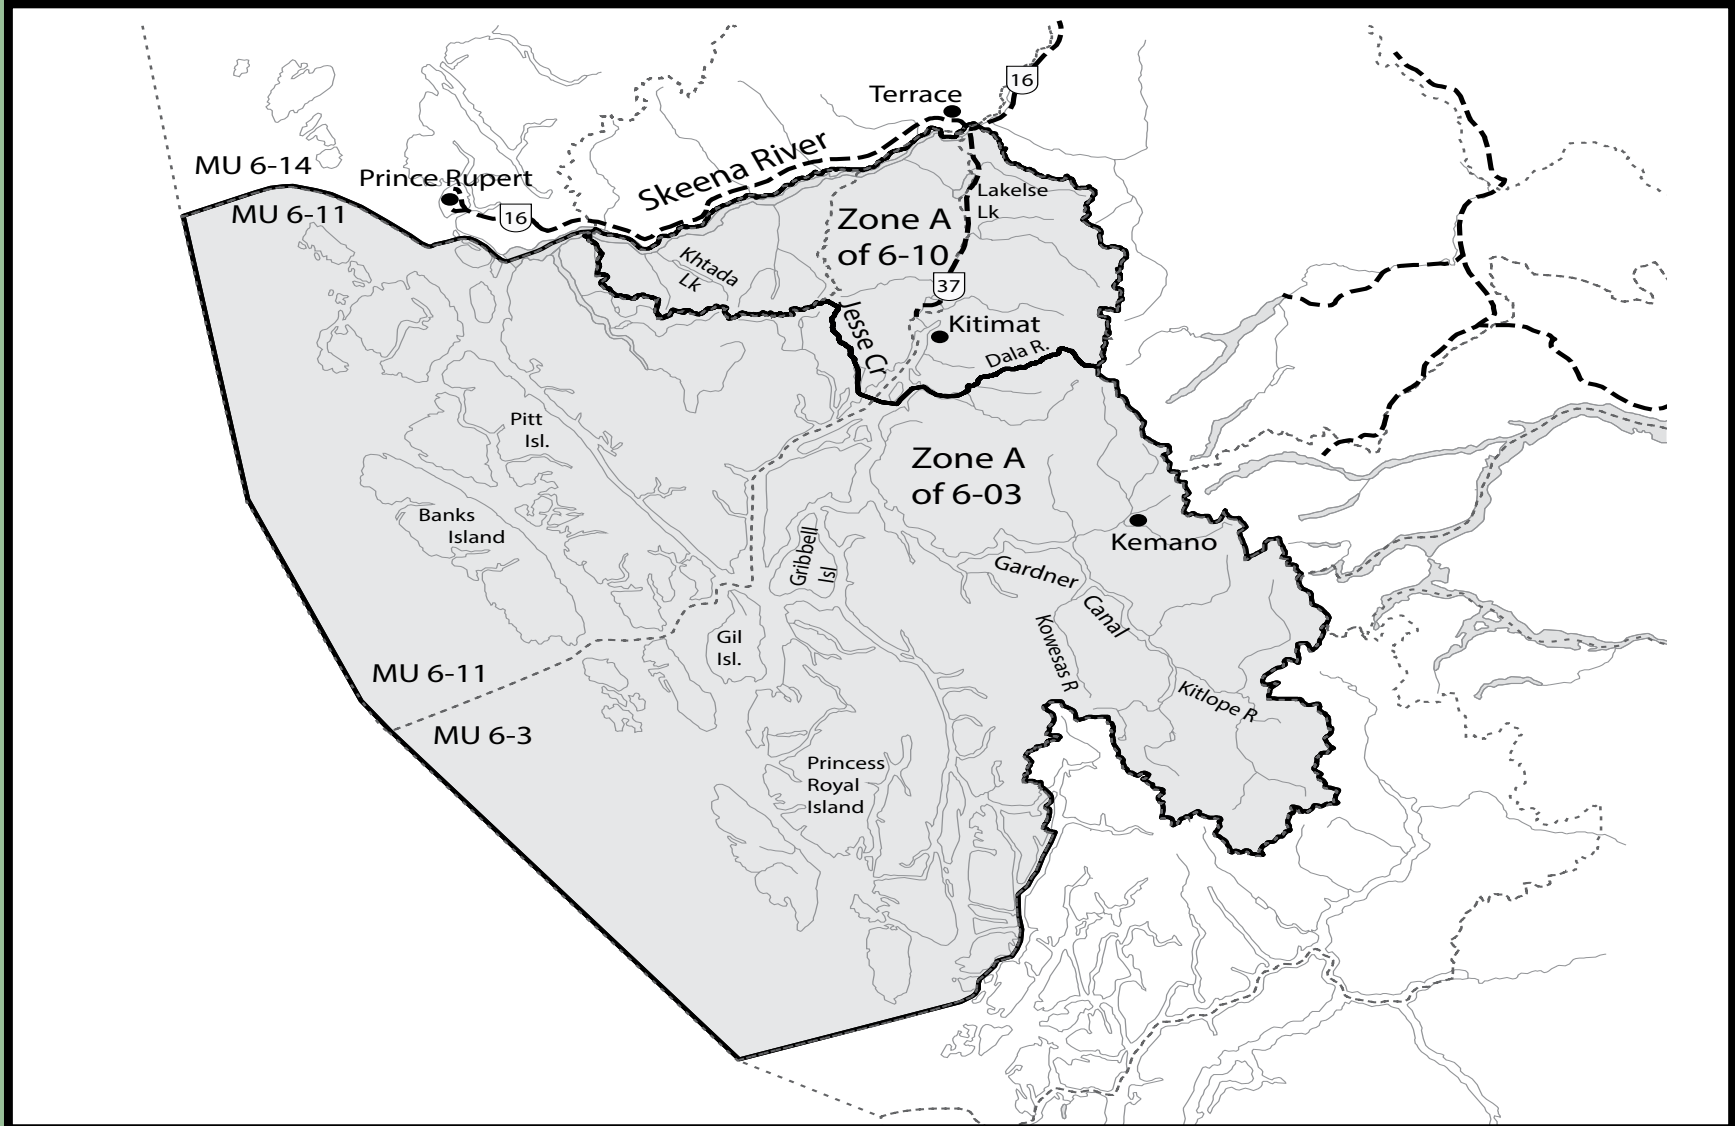 16
Terrace
MU 6-14
Prince Rupert
Skeena River
MU 6-11
16
Lakelse
Lk
Zone A
of 6-10
Khtada
Lk
37
Jesse Cr
Kitimat
Dala R.
Pitt
Isl.
Zone A
of 6-03
Banks
Island
Kemano
Gribbell
Isl
Gardner
Canal
Kowesas R
Gil
Isl.
MU 6-11
Kitlope R
MU 6-3
Princess
Royal
Island